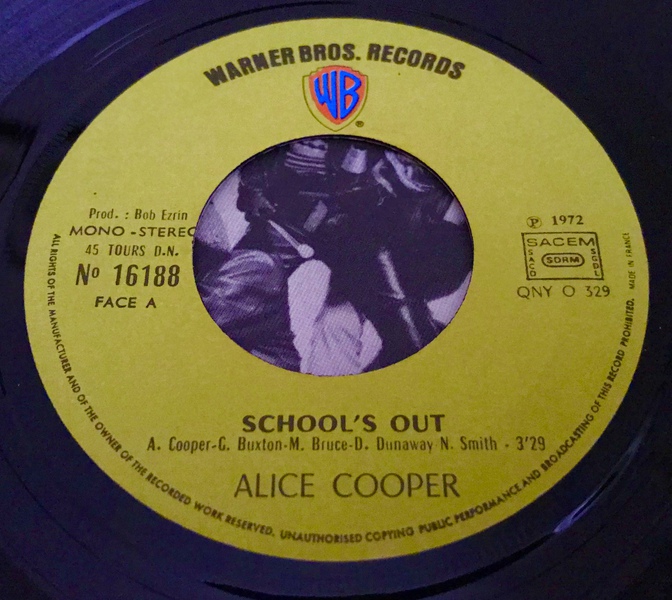 WARNER BROS. RECORDS
WB
®
Prod. : Bob Ezrin
MONO - STEREO
45 TOURS D.N.
Nº 16188
FACE A
℗ 1972
SACEM
SACD SDRM SGDL
QNY O 329
MADE IN FRANCE
SCHOOL'S OUT
A. Cooper-G. Buxton-M. Bruce-D. Dunaway N. Smith - 3'29
ALICE COOPER
ALL RIGHTS OF THE MANUFACTURER AND OF THE OWNER OF THE RECORDED WORK RESERVED. UNAUTHORISED COPYING PUBLIC PERFORMANCE AND BROADCASTING OF THIS RECORD PROHIBITED.